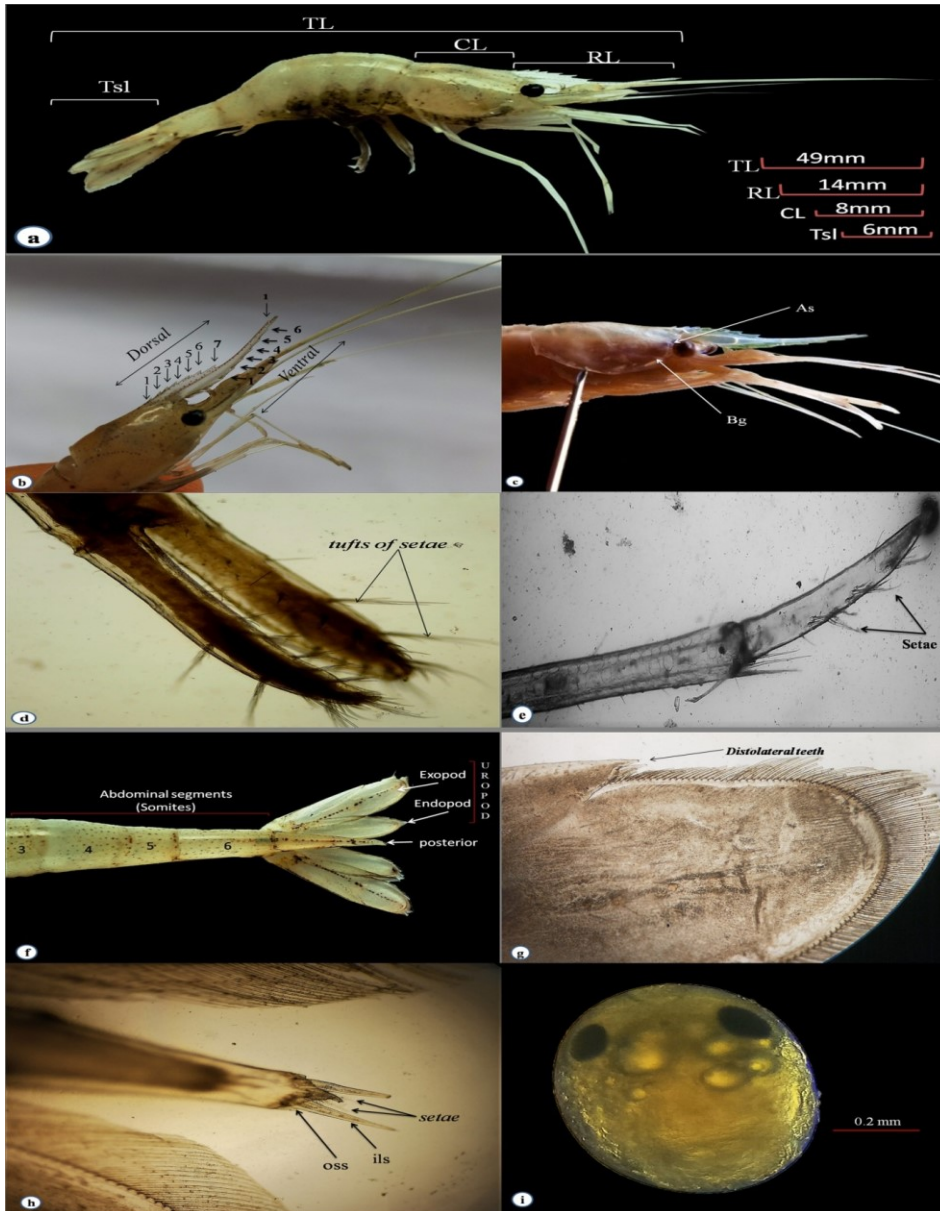 TL
CL
RL
Tsl
TL 49mm
RL 14mm
CL 8mm
Tsl 6mm
a
Dorsal
1 2 3 4 5 6 7
1
6
5
4
3
2
1
Ventral
b
As
Bg
c
tufts of setae
d
Setae
e
Abdominal segments
(Somites)
3 4 5 6
Exopod
Endopod
UROPOD
posterior
f
Distolateral teeth
g
setae
oss
ils
h
0.2 mm
i